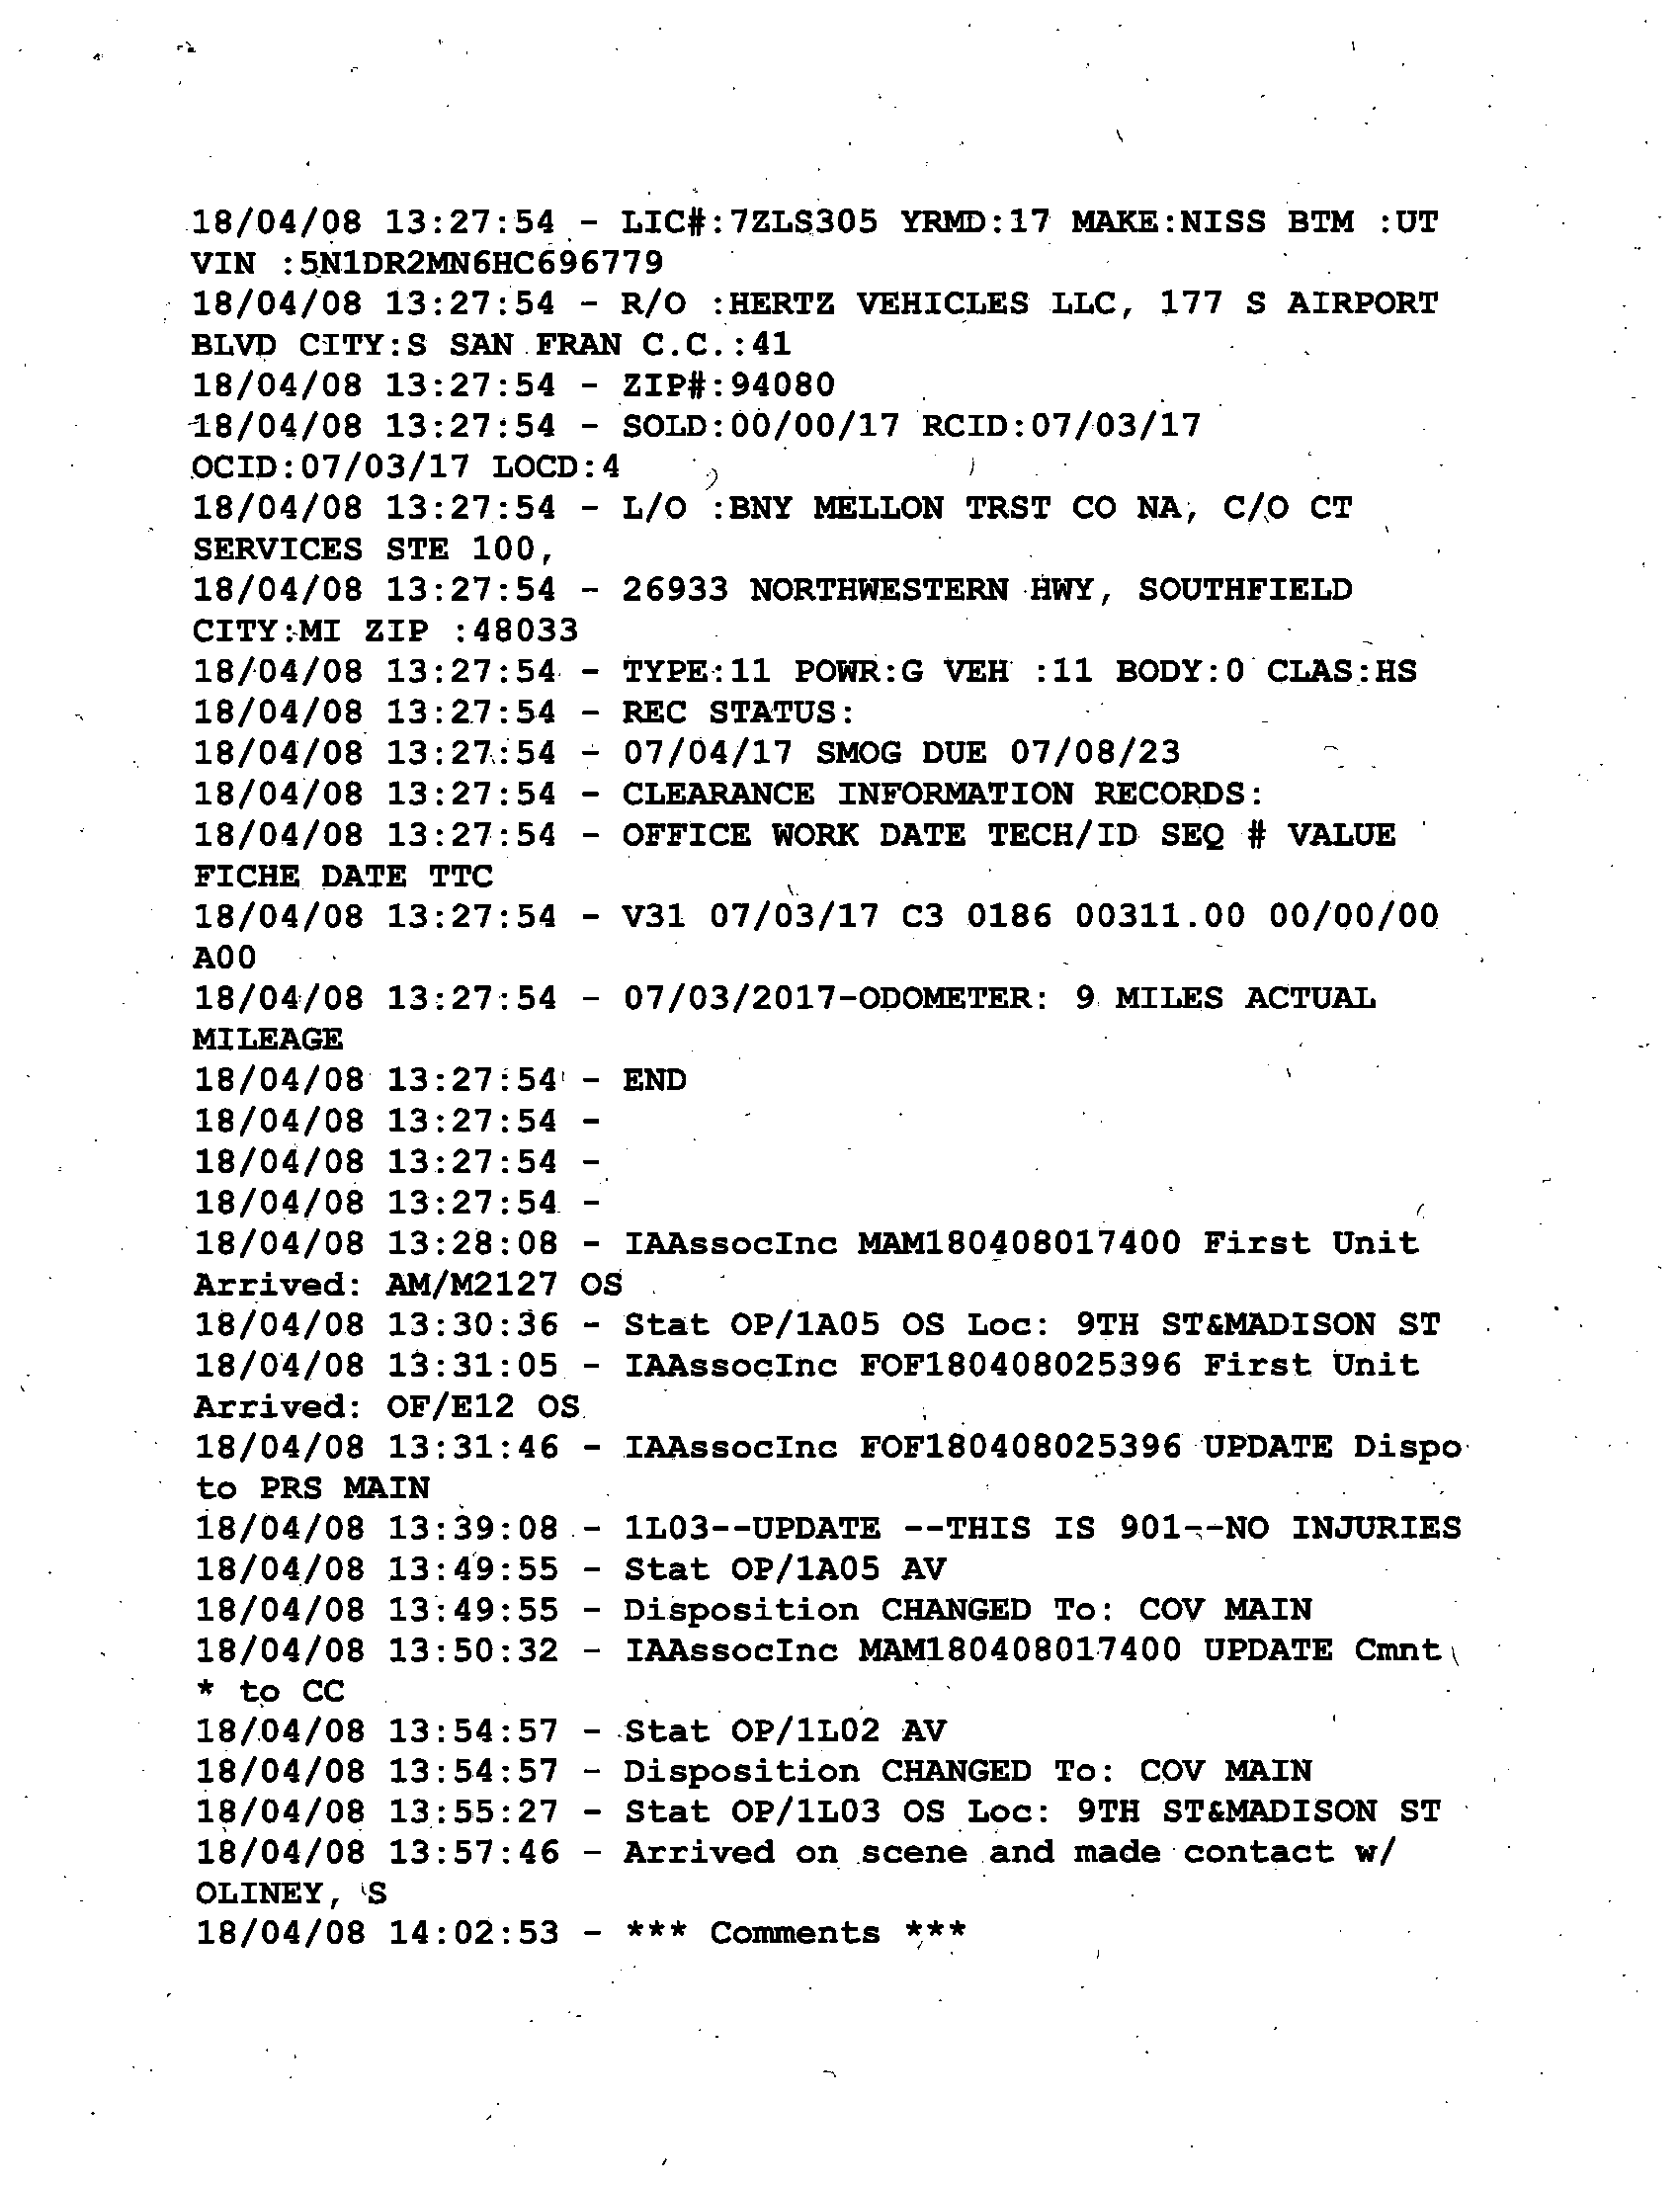 18/04/08 13:27:54 - LIC#:7ZLS305 YRMD:17 MAKE:NISS BTM :UT
VIN :5N1DR2MN6HC696779
18/04/08 13:27:54 - R/O :HERTZ VEHICLES LLC, 177 S AIRPORT
BLVD CITY:S SAN FRAN C.C.:41
18/04/08 13:27:54 - ZIP#:94080
18/04/08 13:27:54 - SOLD:00/00/17 RCID:07/03/17
OCID:07/03/17 LOCD:4
18/04/08 13:27:54 - L/O :BNY MELLON TRST CO NA, C/O CT
SERVICES STE 100,
18/04/08 13:27:54 - 26933 NORTHWESTERN HWY, SOUTHFIELD
CITY:MI ZIP :48033
18/04/08 13:27:54 - TYPE:11 POWR:G VEH :11 BODY:0 CLAS:HS
18/04/08 13:27:54 - REC STATUS:
18/04/08 13:27:54 - 07/04/17 SMOG DUE 07/08/23
18/04/08 13:27:54 - CLEARANCE INFORMATION RECORDS:
18/04/08 13:27:54 - OFFICE WORK DATE TECH/ID SEQ # VALUE
FICHE DATE TTC
18/04/08 13:27:54 - V31 07/03/17 C3 0186 00311.00 00/00/00
A00
18/04/08 13:27:54 - 07/03/2017-ODOMETER: 9 MILES ACTUAL
MILEAGE
18/04/08 13:27:54 - END
18/04/08 13:27:54 -
18/04/08 13:27:54 -
18/04/08 13:27:54 -
18/04/08 13:28:08 - IAAssocInc MAM180408017400 First Unit
Arrived: AM/M2127 OS
18/04/08 13:30:36 - Stat OP/1A05 OS Loc: 9TH ST&MADISON ST
18/04/08 13:31:05 - IAAssocInc FOF180408025396 First Unit
Arrived: OF/E12 OS
18/04/08 13:31:46 - IAAssocInc FOF180408025396 UPDATE Dispo
to PRS MAIN
18/04/08 13:39:08 - 1L03--UPDATE --THIS IS 901--NO INJURIES
18/04/08 13:49:55 - Stat OP/1A05 AV
18/04/08 13:49:55 - Disposition CHANGED To: COV MAIN
18/04/08 13:50:32 - IAAssocInc MAM180408017400 UPDATE Cmnt
* to CC
18/04/08 13:54:57 - Stat OP/1L02 AV
18/04/08 13:54:57 - Disposition CHANGED To: COV MAIN
18/04/08 13:55:27 - Stat OP/1L03 OS Loc: 9TH ST&MADISON ST
18/04/08 13:57:46 - Arrived on scene and made contact w/
OLINEY, S
18/04/08 14:02:53 - *** Comments ***